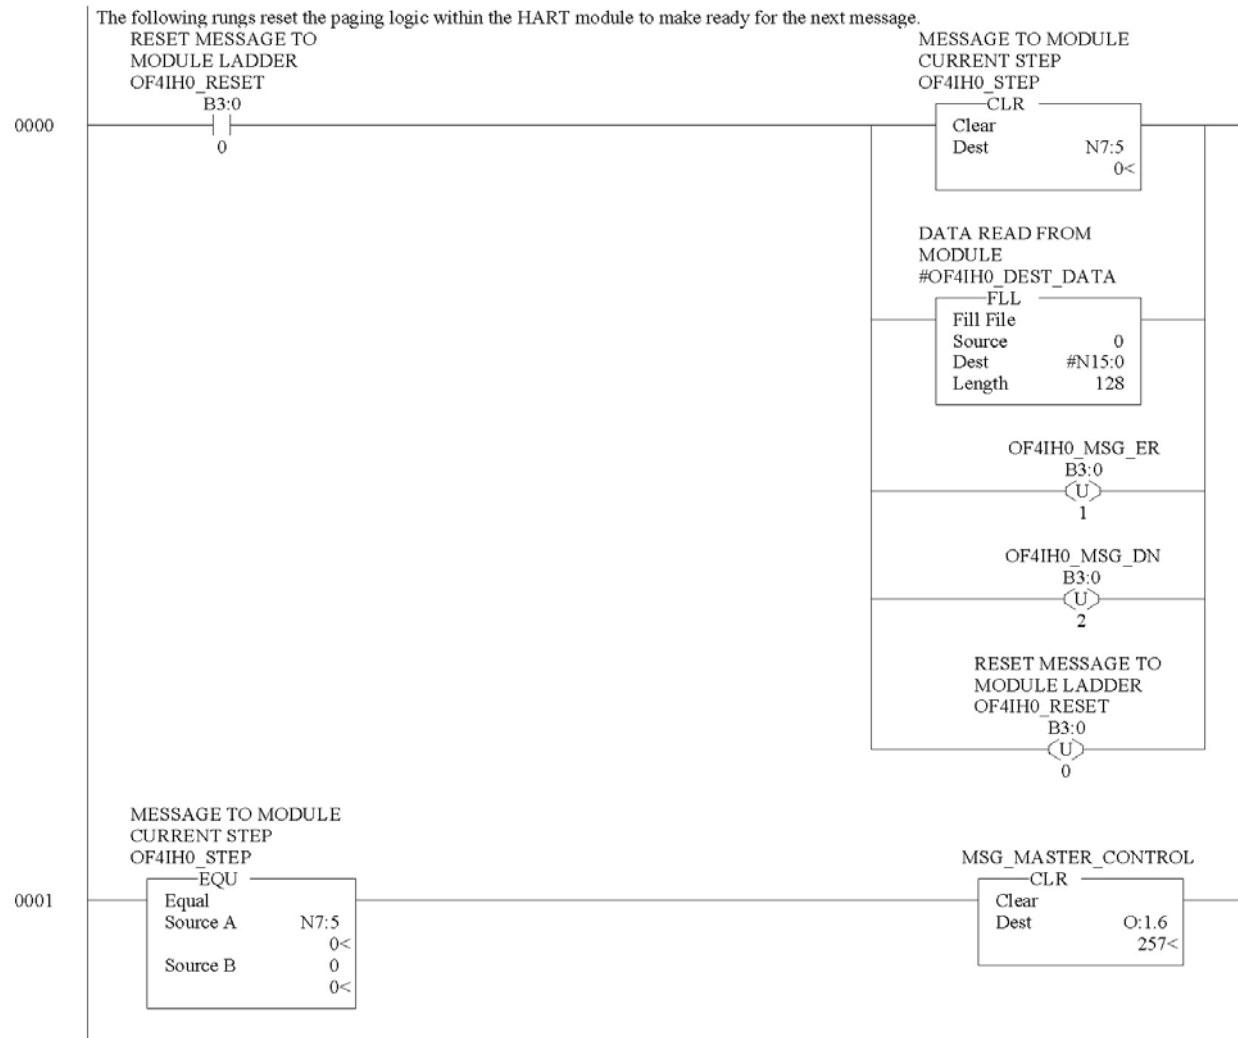 The following rungs reset the paging logic within the HART module to make ready for the next message.
RESET MESSAGE TO
MODULE LADDER
OF4IH0_RESET
B3:0
0000
0
MESSAGE TO MODULE
CURRENT STEP
OF4IH0_STEP
CLR
Clear
Dest N7:5
0<
DATA READ FROM
MODULE
#OF4IH0_DEST_DATA
FLL
Fill File
Source 0
Dest #N15:0
Length 128
OF4IH0_MSG_ER
B3:0
U
1
OF4IH0_MSG_DN
B3:0
U
2
RESET MESSAGE TO
MODULE LADDER
OF4IH0_RESET
B3:0
U
0
MESSAGE TO MODULE
CURRENT STEP
OF4IH0_STEP
EQU
0001
Equal
Source A N7:5
0<
Source B 0
0<
MSG_MASTER_CONTROL
CLR
Clear
Dest O:1.6
257<